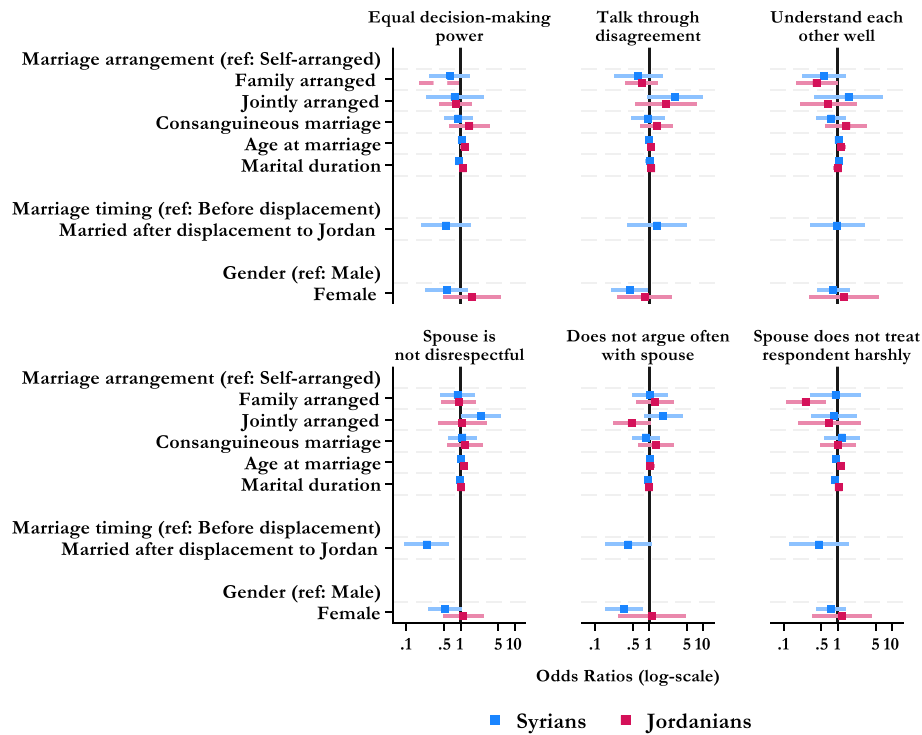 Equal decision-making
power
Talk through
disagreement
Understand each
other well
Marriage arrangement (ref: Self-arranged)
Family arranged
Jointly arranged
Consanguineous marriage
Age at marriage
Marital duration
Marriage timing (ref: Before displacement)
Married after displacement to Jordan
Gender (ref: Male)
Female
Spouse is
not disrespectful
Does not argue often
with spouse
Spouse does not treat
respondent harshly
Marriage arrangement (ref: Self-arranged)
Family arranged
Jointly arranged
Consanguineous marriage
Age at marriage
Marital duration
Marriage timing (ref: Before displacement)
Married after displacement to Jordan
Gender (ref: Male)
Female
.1 .5 1 5 10
.1 .5 1 5 10
.1 .5 1 5 10
Odds Ratios (log-scale)
Syrians
Jordanians